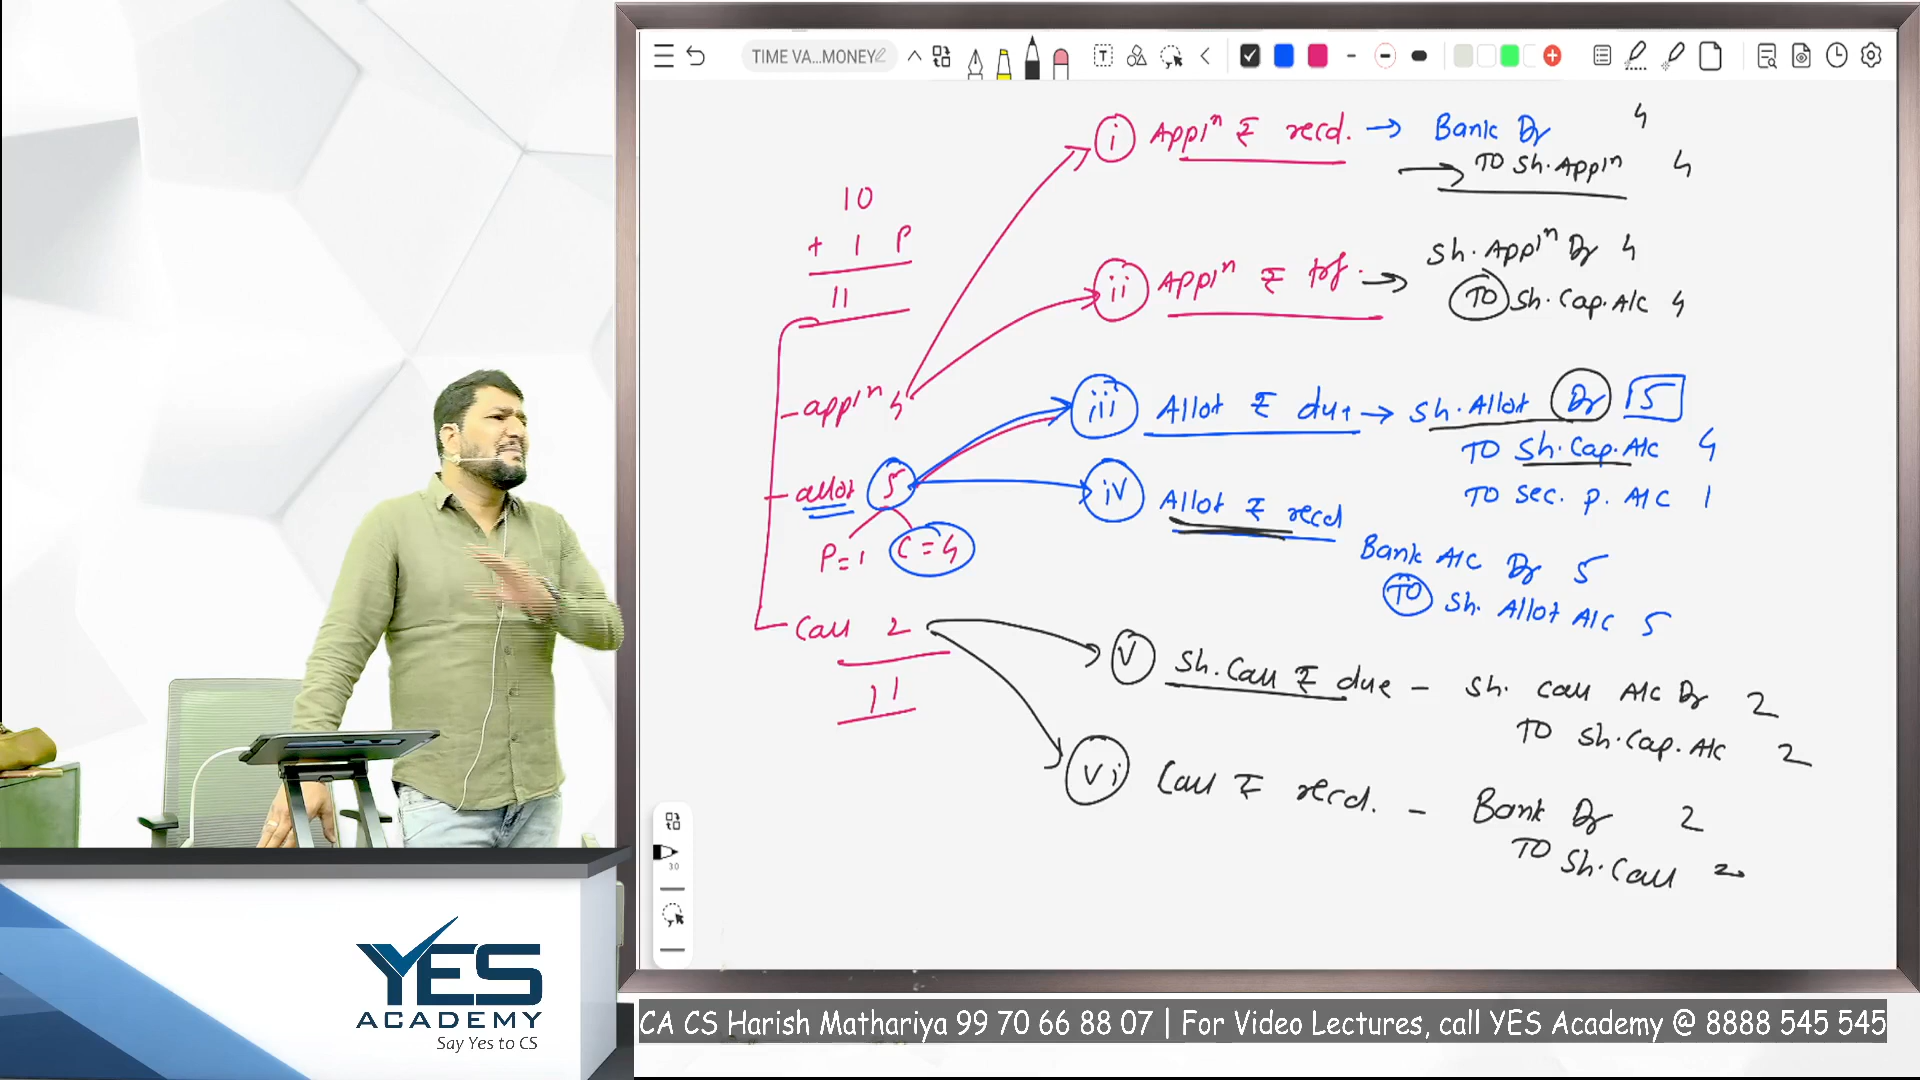 TIME VA...MONEY
10
+ 1 P
11
- appln 4
- allot 5
P=1 C=4
Call 2
11
i Appln ₹ recd. → Bank Dr 4
→ TO Sh. Appln 4
ii Appln ₹ trf. → Sh. Appln Dr 4
TO Sh. Cap. A/c 4
iii Allot ₹ due → Sh. Allot Dr 5
TO Sh. Cap. A/c 4
TO Sec. P. A/c 1
iv Allot ₹ recd
Bank A/c Dr 5
TO Sh. Allot A/c 5
v Sh. Call ₹ due - Sh. Call A/c Dr 2
TO Sh. Cap. A/c 2
vi Call ₹ recd. - Bank Dr 2
TO Sh. Call 2
30
YES
ACADEMY
Say Yes to CS
CA CS Harish Mathariya 99 70 66 88 07 | For Video Lectures, call YES Academy @ 8888 545 545